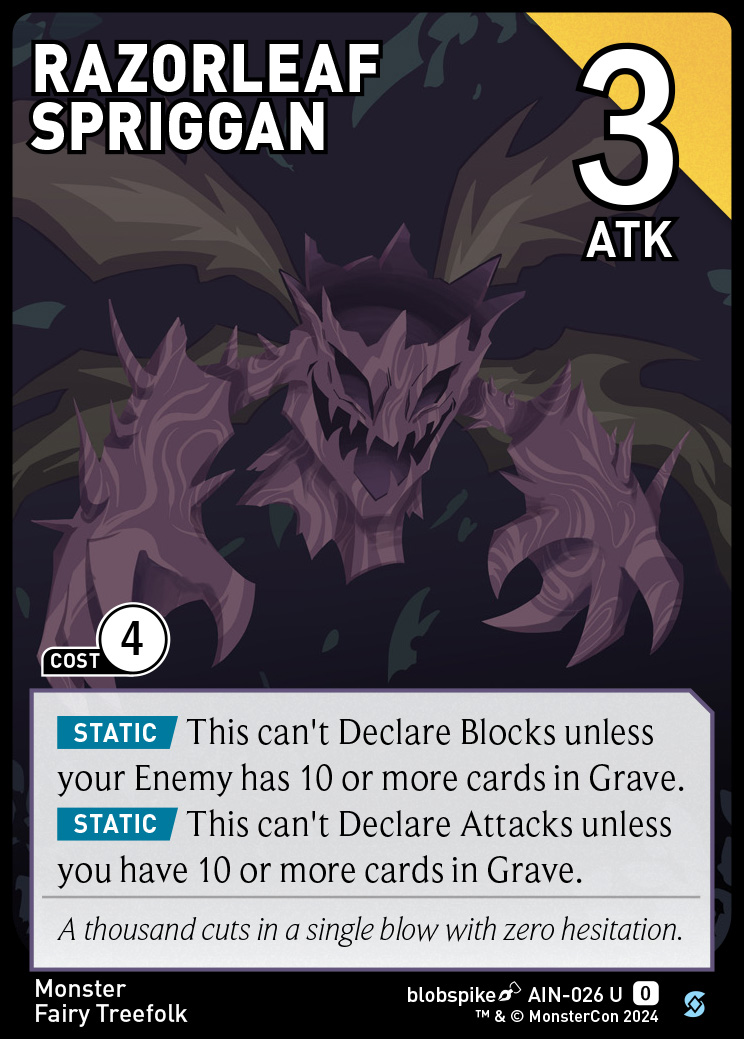 RAZORLEAF
SPRIGGAN
3
ATK
COST 4
STATIC This can't Declare Blocks unless
your Enemy has 10 or more cards in Grave.
STATIC This can't Declare Attacks unless
you have 10 or more cards in Grave.
A thousand cuts in a single blow with zero hesitation.
Monster
Fairy Treefolk
blobspike AIN-026 U 0
™ & © MonsterCon 2024